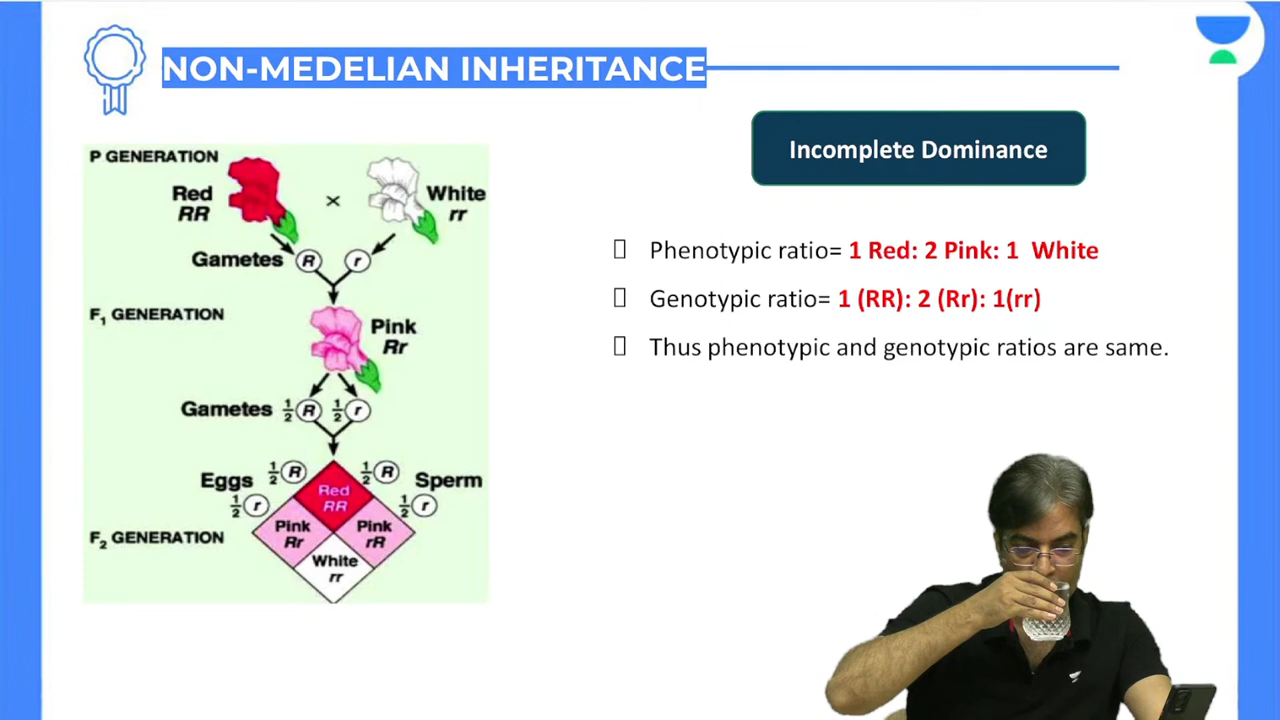 NON-MEDELIAN INHERITANCE
Incomplete Dominance
P GENERATION
Red
RR
×
White
rr
Gametes R r
F₁ GENERATION
Pink
Rr
Gametes ½ R ½ r
Eggs ½ R ½ R Sperm
½ r ½ r
Red
RR
Pink
Rr
Pink
rR
F₂ GENERATION
White
rr
Phenotypic ratio= 1 Red: 2 Pink: 1 White
Genotypic ratio= 1 (RR): 2 (Rr): 1(rr)
Thus phenotypic and genotypic ratios are same.